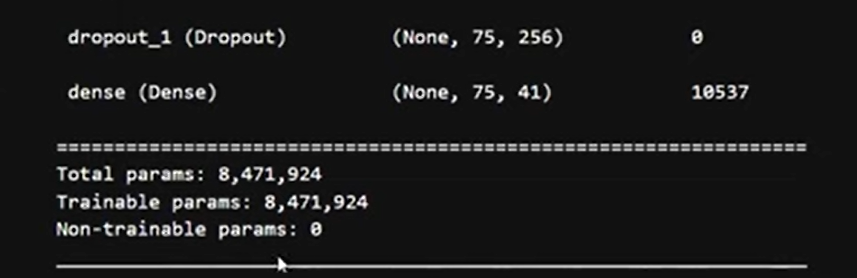 dropout_1 (Dropout) (None, 75, 256) 0
dense (Dense) (None, 75, 41) 10537
=================================================================
Total params: 8,471,924
Trainable params: 8,471,924
Non-trainable params: 0